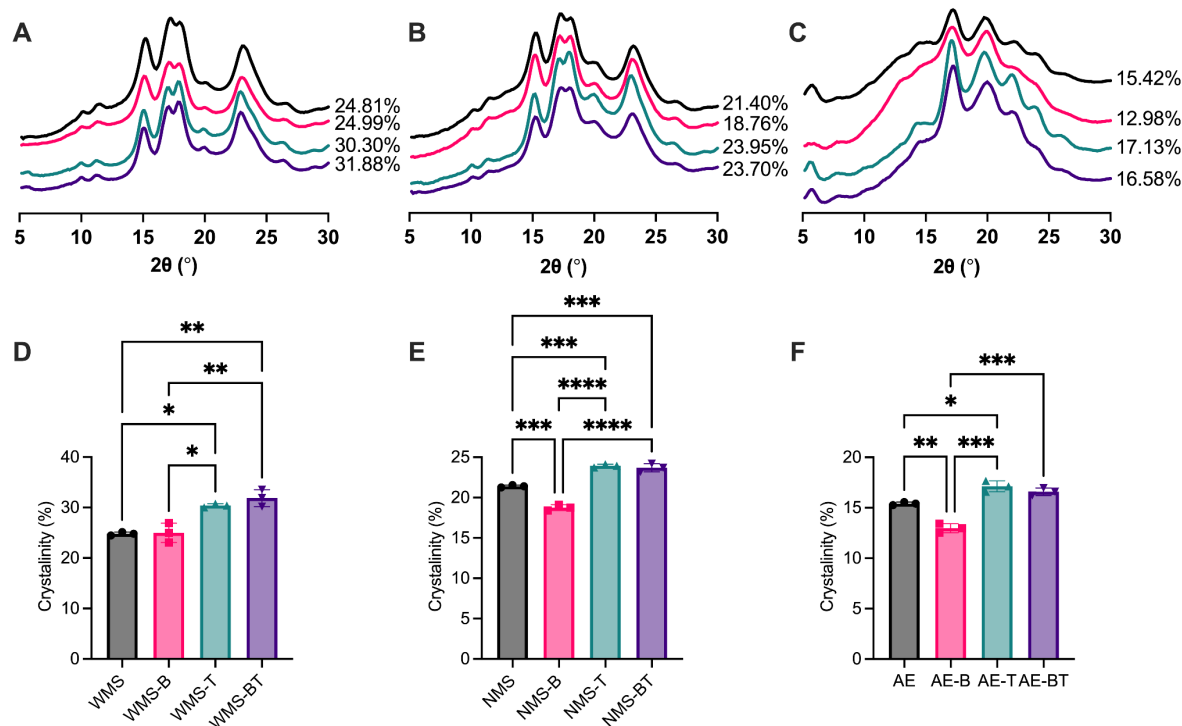 A
24.81%
24.99%
30.30%
31.88%
5 10 15 20 25 30
2θ (°)
B
21.40%
18.76%
23.95%
23.70%
5 10 15 20 25 30
2θ (°)
C
15.42%
12.98%
17.13%
16.58%
5 10 15 20 25 30
2θ (°)
D
**
**
*
*
Crystalinity (%)
40
30
20
10
0
WMS
WMS-B
WMS-T
WMS-BT
E
***
***
****
***
****
Crystalinity (%)
25
20
15
10
5
0
NMS
NMS-B
NMS-T
NMS-BT
F
***
*
**
***
Crystalinity (%)
20
15
10
5
0
AE
AE-B
AE-T
AE-BT